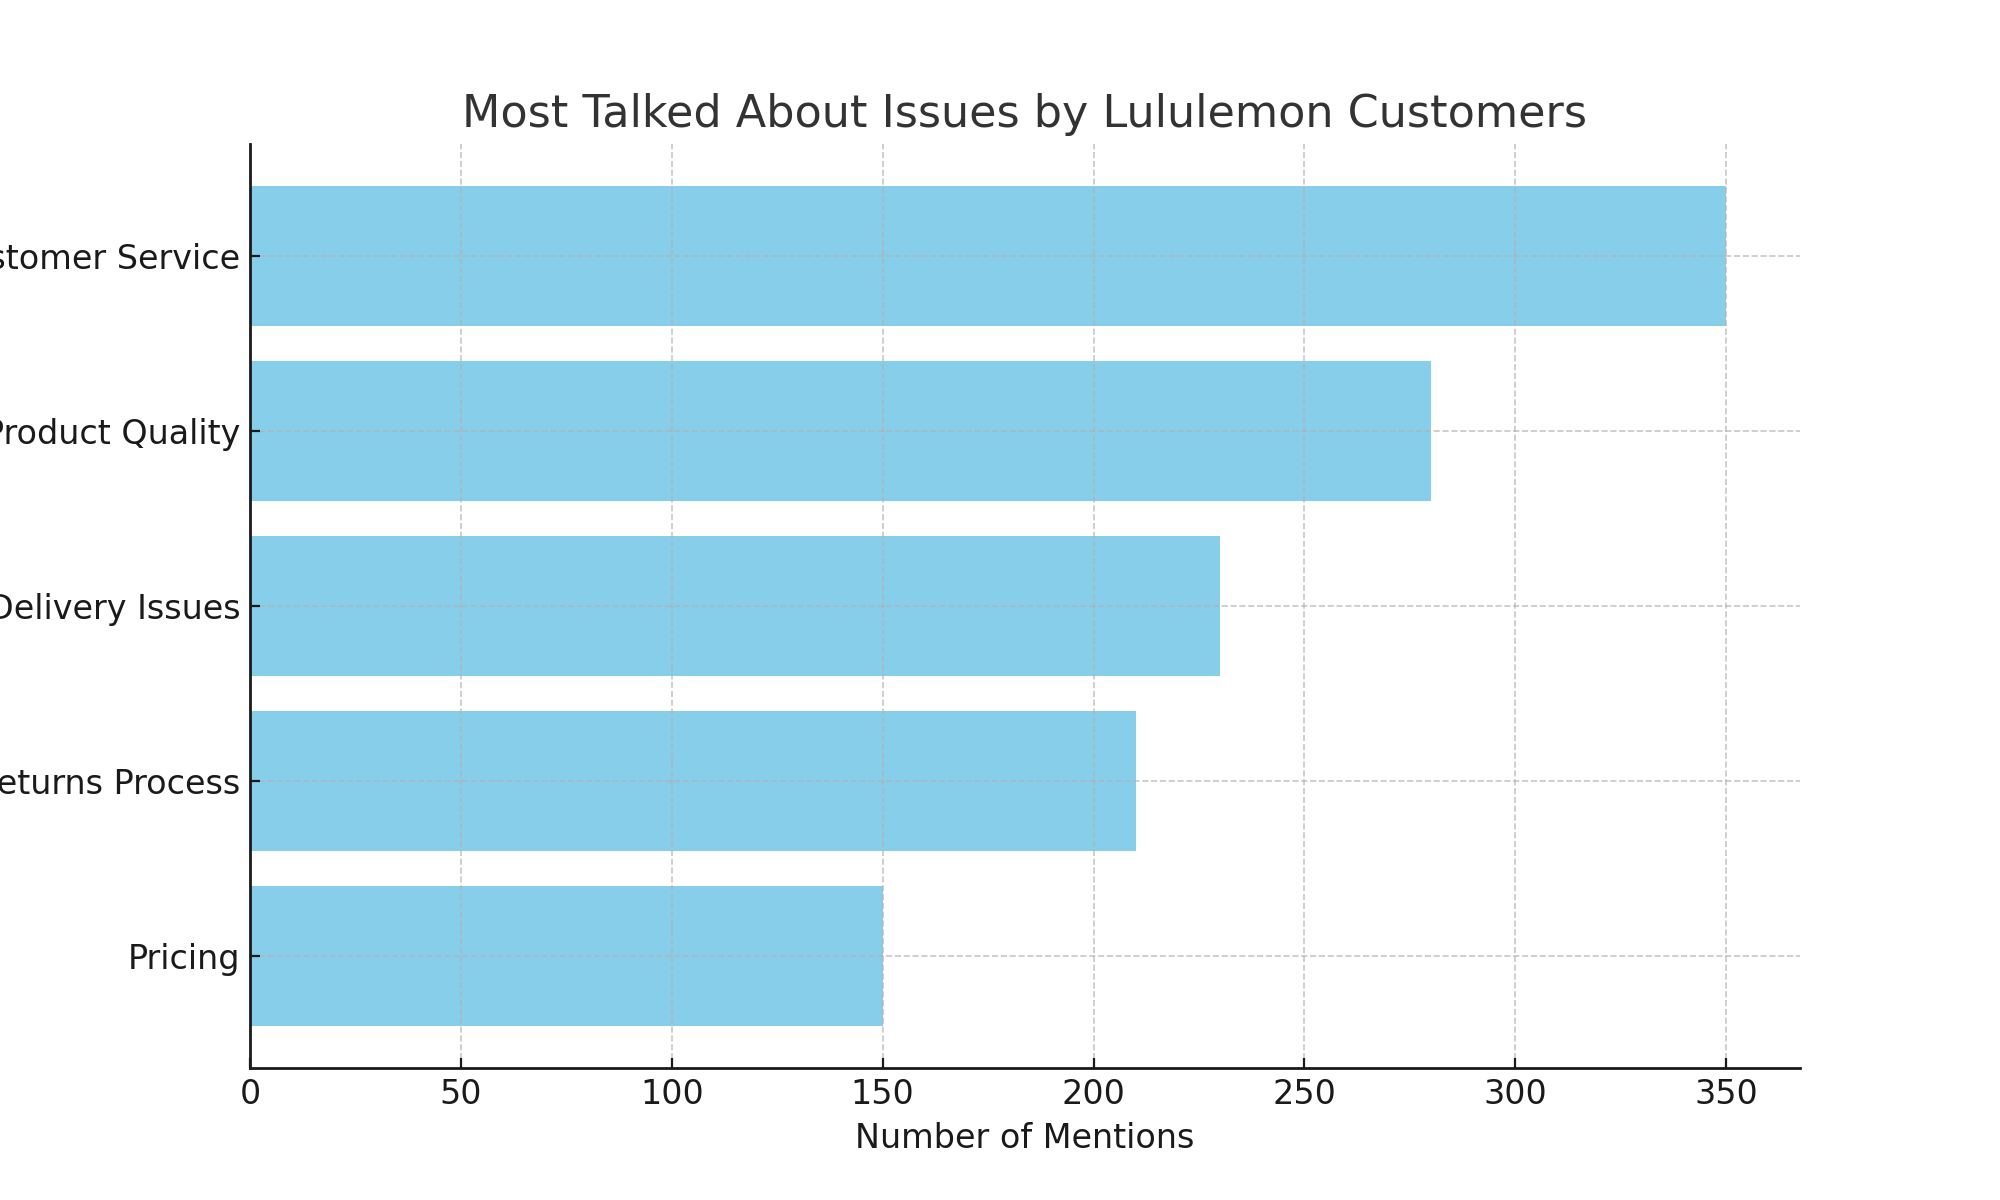 Most Talked About Issues by Lululemon Customers
stomer Service
Product Quality
Delivery Issues
eturns Process
Pricing
0 50 100 150 200 250 300 350
Number of Mentions